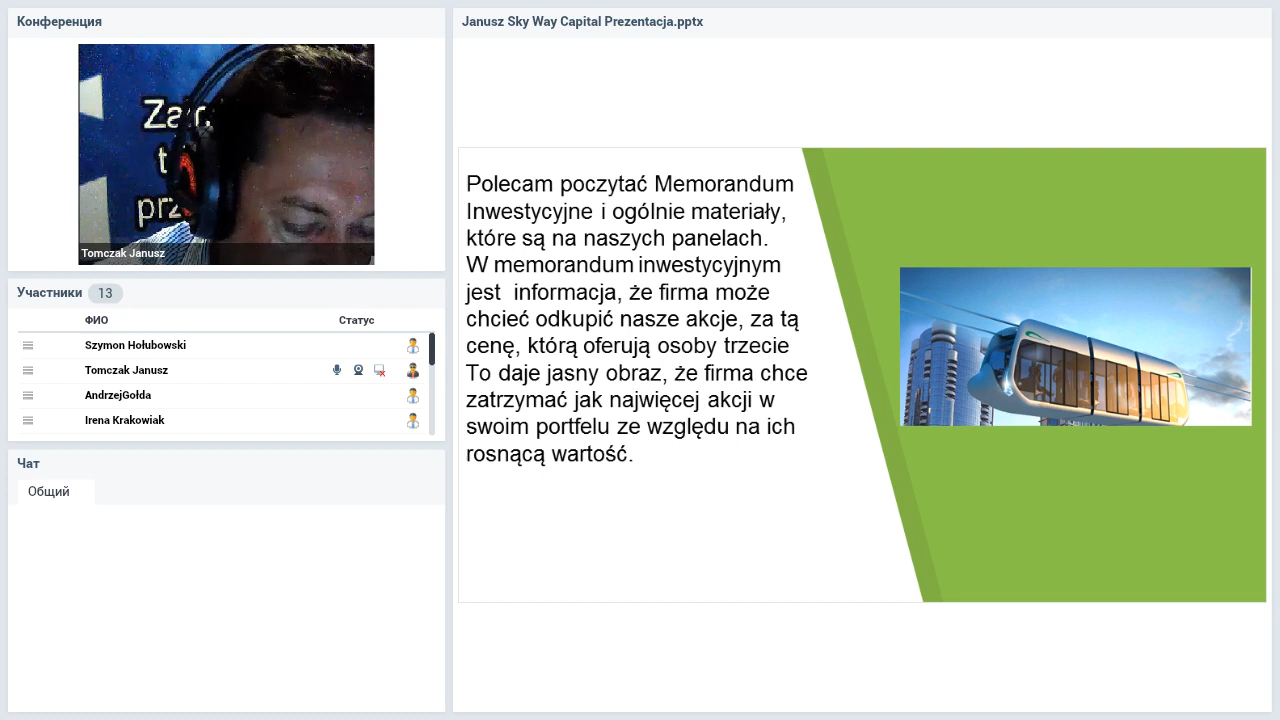 Конференция
Za
t
prz
Tomczak Janusz
Участники 13
ФИО Статус
Szymon Hołubowski
Tomczak Janusz
AndrzejGołda
Irena Krakowiak
Чат
Общий
Janusz Sky Way Capital Prezentacja.pptx
Polecam poczytać Memorandum
Inwestycyjne i ogólnie materiały,
które są na naszych panelach.
W memorandum inwestycyjnym
jest informacja, że firma może
chcieć odkupić nasze akcje, za tą
cenę, którą oferują osoby trzecie
To daje jasny obraz, że firma chce
zatrzymać jak najwięcej akcji w
swoim portfelu ze względu na ich
rosnącą wartość.